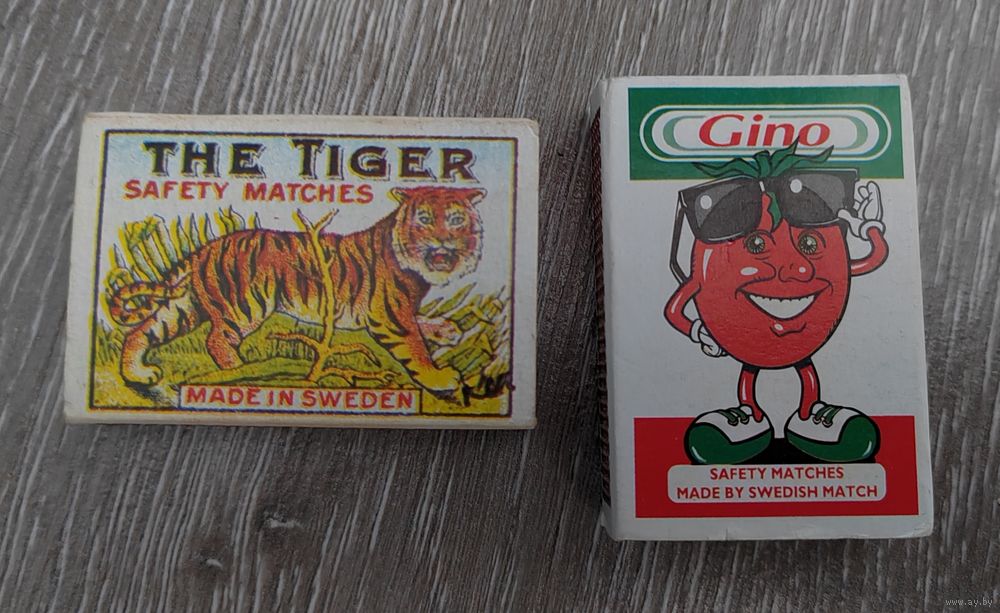 THE TIGER
SAFETY MATCHES
MADE IN SWEDEN
Gino
SAFETY MATCHES
MADE BY SWEDISH MATCH
www.ay.by